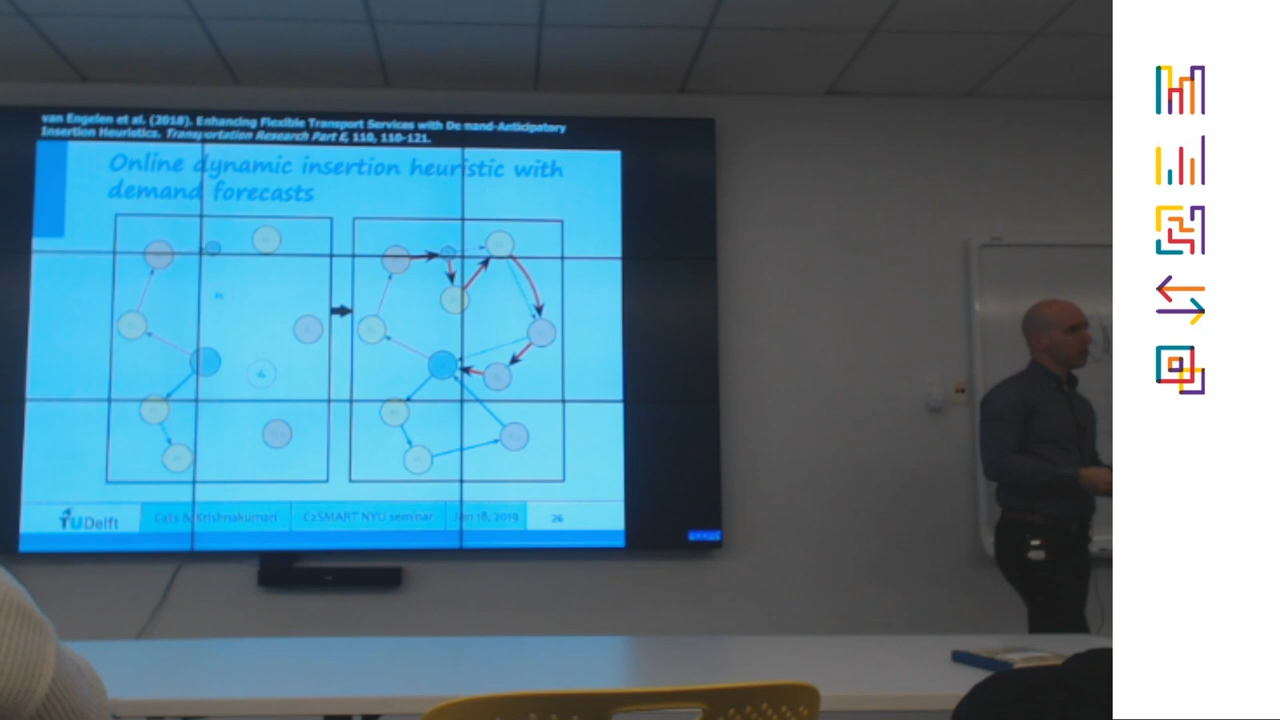 van Engelen et al. (2018). Enhancing Flexible Transport Services with Demand-Anticipatory
Insertion Heuristics. Transportation Research Part E, 110, 110-121.
Online dynamic insertion heuristic with
demand forecasts
TUDelft
Cats & Krishnakumari
C2SMART NYU seminar
Jan 18, 2019
26